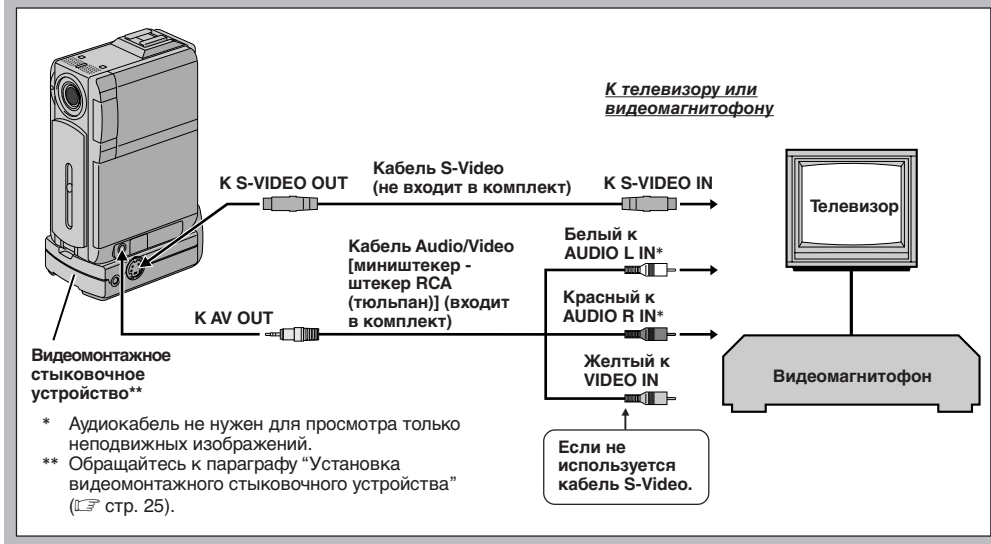 К телевизору или
видеомагнитофону
Кабель S-Video
(не входит в комплект)
К S-VIDEO OUT
К S-VIDEO IN
Телевизор
Белый к
AUDIO L IN*
Кабель Audio/Video
[миништекер -
штекер RCA
(тюльпан)] (входит
в комплект)
Красный к
AUDIO R IN*
К AV OUT
Желтый к
VIDEO IN
Видеомагнитофон
Видеомонтажное
стыковочное
устройство**
Если не
используется
кабель S-Video.
* Аудиокабель не нужен для просмотра только
неподвижных изображений.
** Обращайтесь к параграфу “Установка
видеомонтажного стыковочного устройства”
(☞ стр. 25).